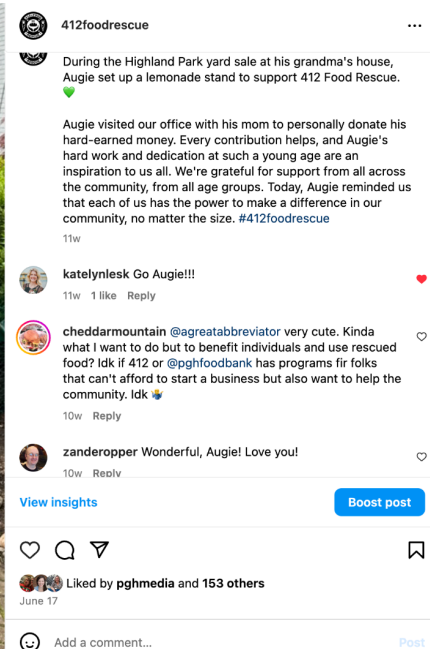 412foodrescue
During the Highland Park yard sale at his grandma's house,
Augie set up a lemonade stand to support 412 Food Rescue.
💚
Augie visited our office with his mom to personally donate his
hard-earned money. Every contribution helps, and Augie's
hard work and dedication at such a young age are an
inspiration to us all. We're grateful for support from all across
the community, from all age groups. Today, Augie reminded us
that each of us has the power to make a difference in our
community, no matter the size. #412foodrescue
11w
katelynlesk Go Augie!!!
11w 1 like Reply
cheddarmountain @agreatabbreviator very cute. Kinda
what I want to do but to benefit individuals and use rescued
food? Idk if 412 or @pghfoodbank has programs fir folks
that can't afford to start a business but also want to help the
community. Idk 🤷
10w Reply
zanderopper Wonderful, Augie! Love you!
10w Reply
View insights
Boost post
Liked by pghmedia and 153 others
June 17
Add a comment...
Post